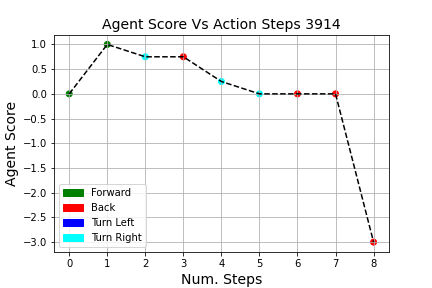 Agent Score Vs Action Steps 3914
Agent Score
1.0
0.5
0.0
−0.5
−1.0
−1.5
−2.0
−2.5
−3.0
Forward
Back
Turn Left
Turn Right
0 1 2 3 4 5 6 7 8
Num. Steps